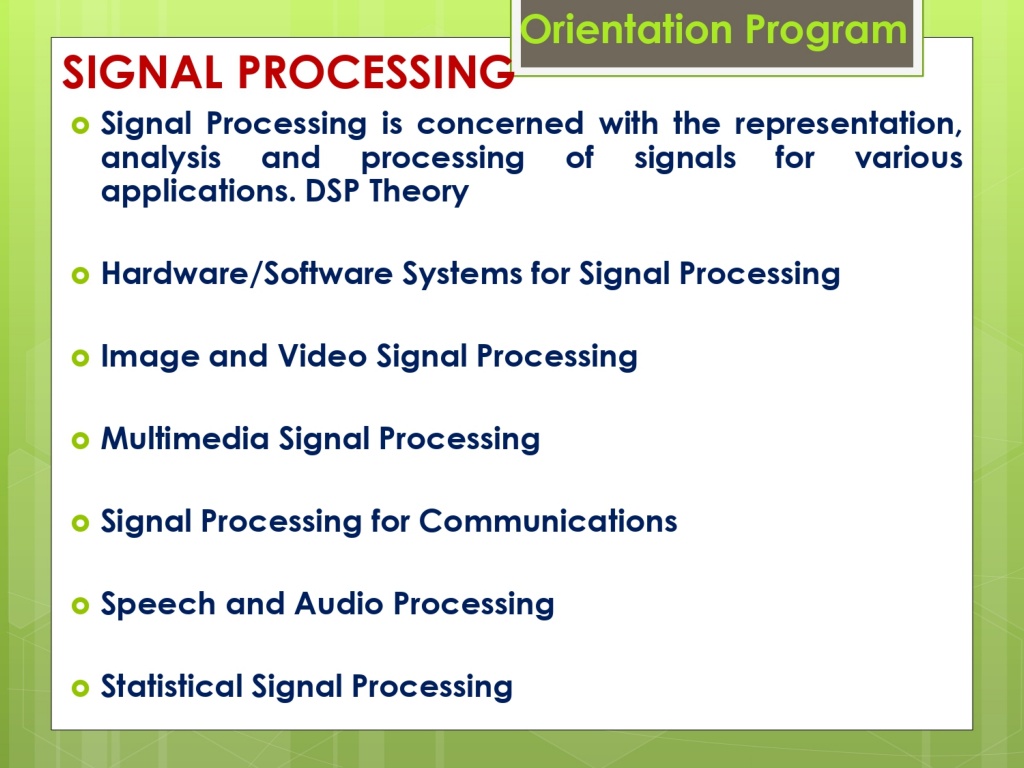 Orientation Program
SIGNAL PROCESSING
Signal Processing is concerned with the representation,
analysis and processing of signals for various
applications. DSP Theory
Hardware/Software Systems for Signal Processing
Image and Video Signal Processing
Multimedia Signal Processing
Signal Processing for Communications
Speech and Audio Processing
Statistical Signal Processing